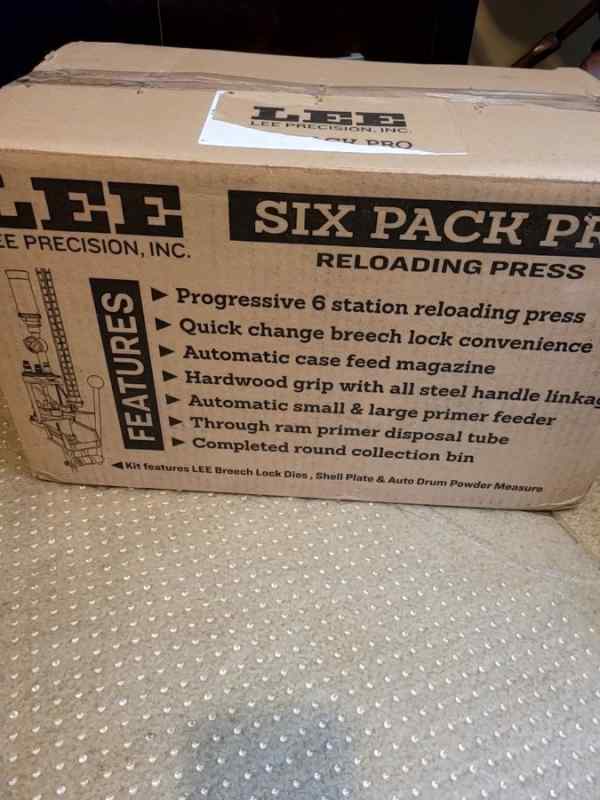 LEE
LEE PRECISION, INC.
PACK PRO
LEE
EE PRECISION, INC.
SIX PACK PR
RELOADING PRESS
FEATURES
▶ Progressive 6 station reloading press
▶ Quick change breech lock convenience
▶ Automatic case feed magazine
▶ Hardwood grip with all steel handle linkag
▶ Automatic small & large primer feeder
▶ Through ram primer disposal tube
▶ Completed round collection bin
◀ Kit features LEE Breech Lock Dies , Shell Plate & Auto Drum Powder Measure